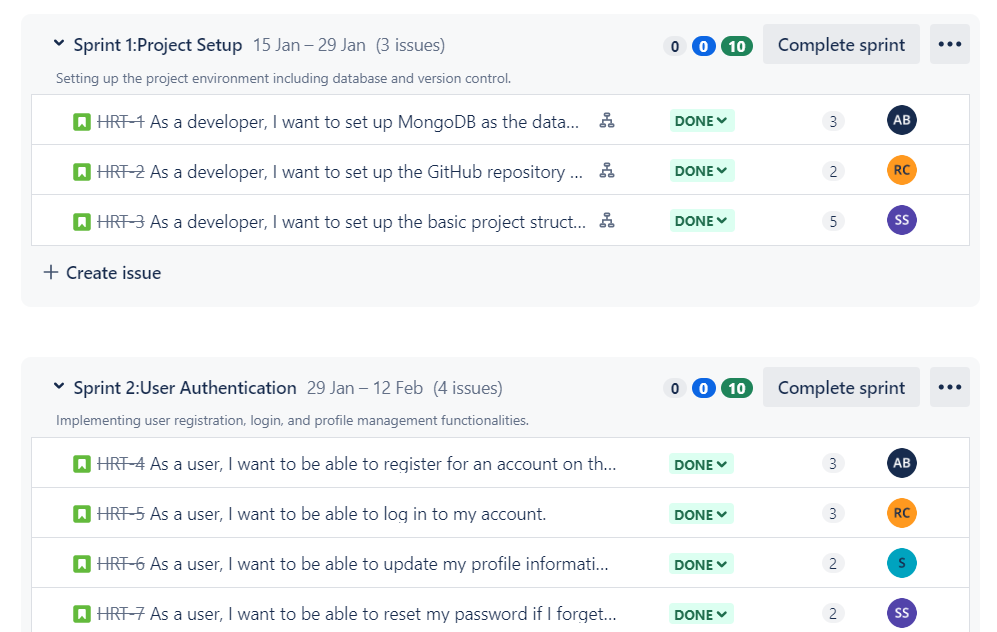 Sprint 1:Project Setup 15 Jan – 29 Jan (3 issues) 0 0 10 Complete sprint •••
Setting up the project environment including database and version control.
HRT-1 As a developer, I want to set up MongoDB as the data... DONE 3 AB
HRT-2 As a developer, I want to set up the GitHub repository ... DONE 2 RC
HRT-3 As a developer, I want to set up the basic project struct... DONE 5 SS
+ Create issue
Sprint 2:User Authentication 29 Jan – 12 Feb (4 issues) 0 0 10 Complete sprint •••
Implementing user registration, login, and profile management functionalities.
HRT-4 As a user, I want to be able to register for an account on th... DONE 3 AB
HRT-5 As a user, I want to be able to log in to my account. DONE 3 RC
HRT-6 As a user, I want to be able to update my profile informati... DONE 2 S
HRT-7 As a user, I want to be able to reset my password if I forget... DONE 2 SS